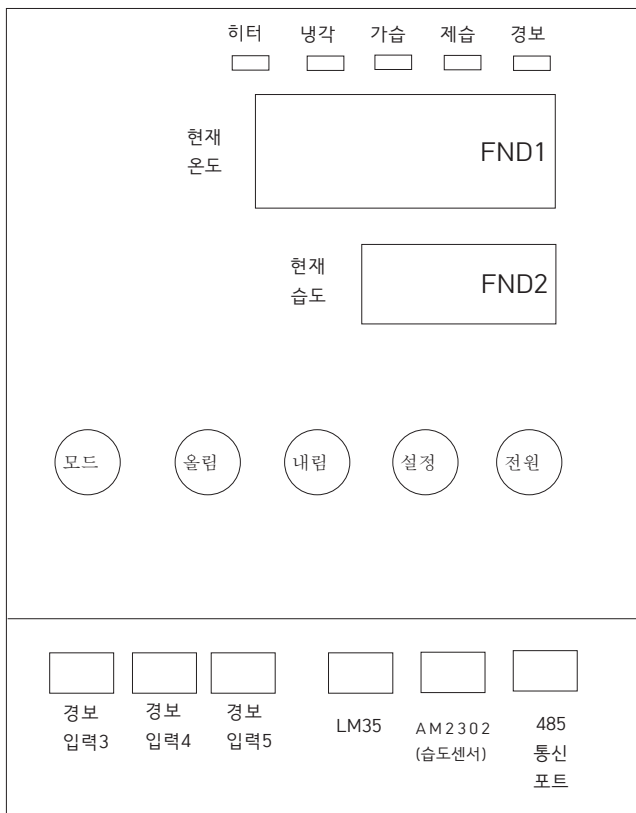 히터 냉각 가습 제습 경보
현재
온도
FND1
현재
습도
FND2
모드 올림 내림 설정 전원
경보
입력3
경보
입력4
경보
입력5
LM35
AM2302
(습도센서)
485
통신
포트